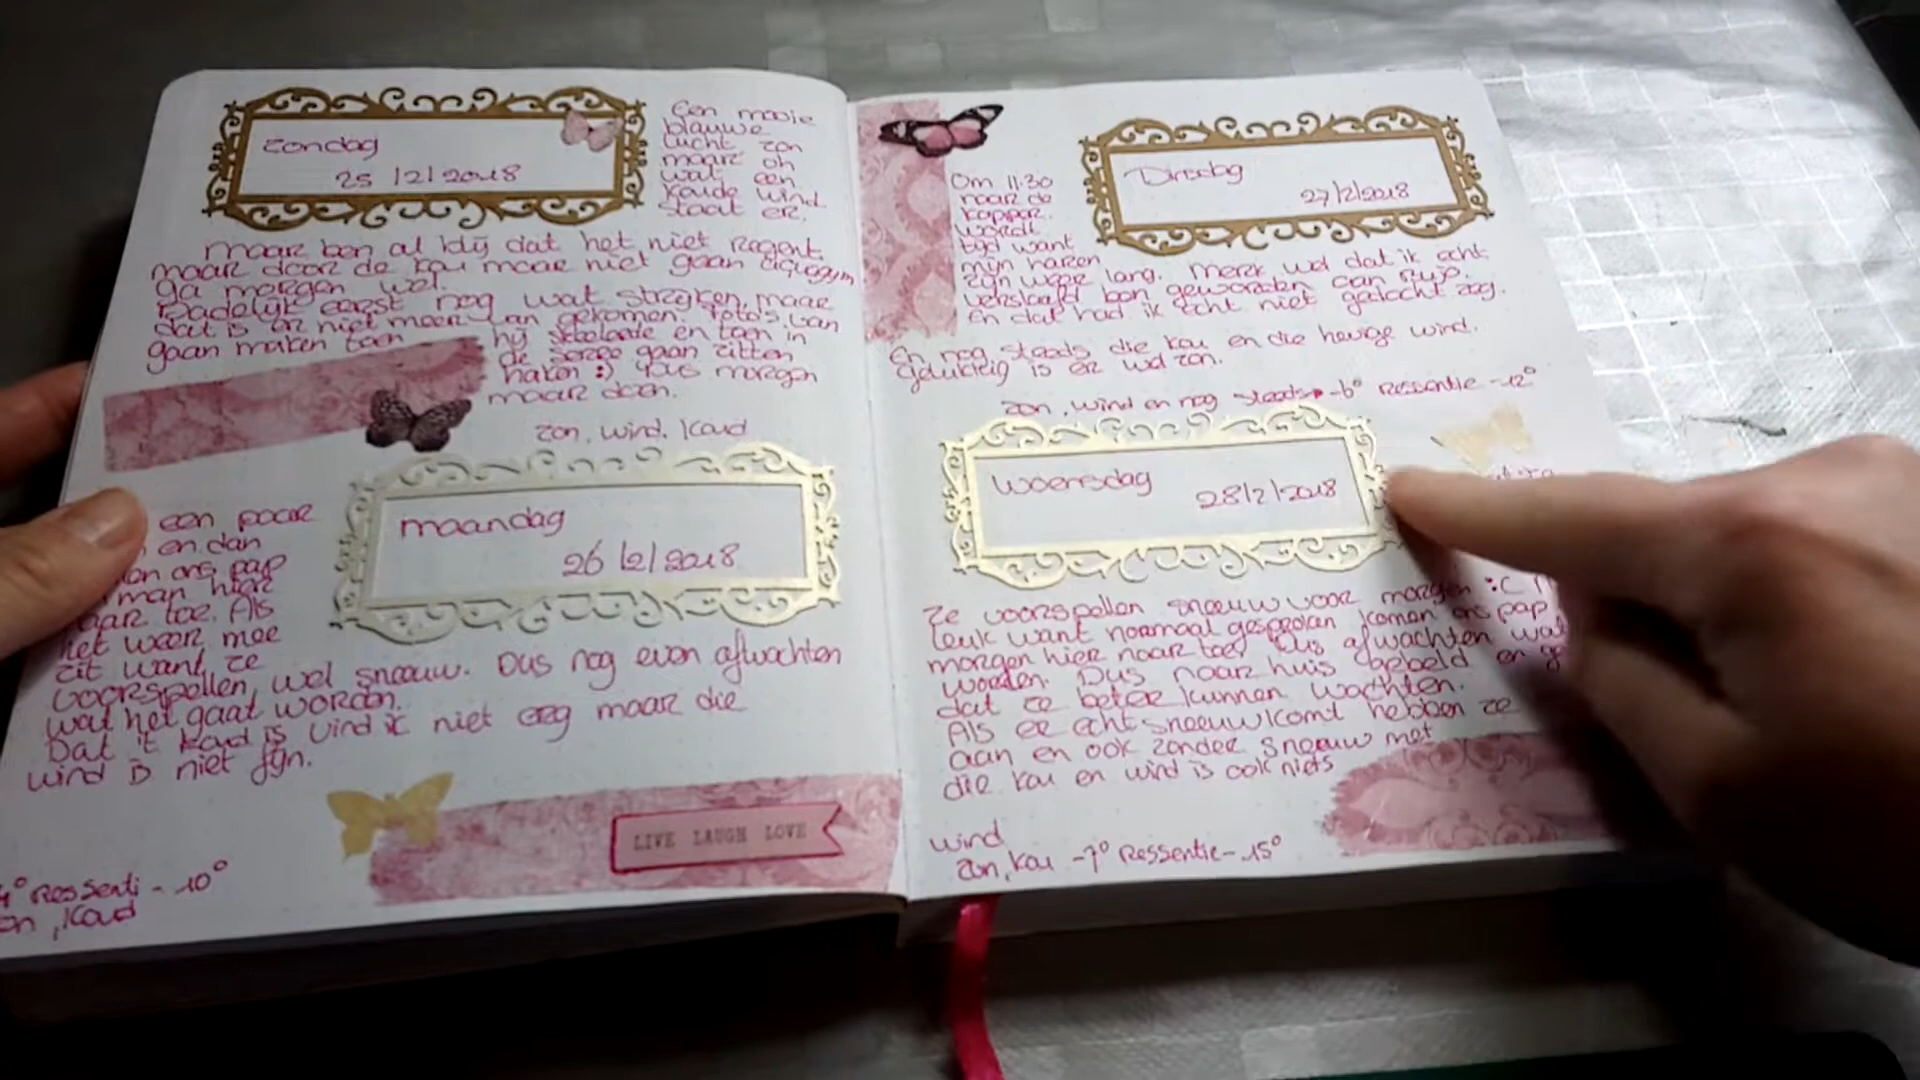 zondag
25 /2/ 2018
Een mooie
blauwe
lucht zon
maar oh
wat een
koude wind
staat er.
maar ben al blij dat het niet regent.
maar door de kou maar niet gaan aquagym
ga morgen wel.
Dadelijk eerst nog wat strijken, maar
dat is er niet meer van gekomen foto's van
gaan maken toen hij
de serre gaan zitten
haken :) dus morgen
maar doen.
zon, wind, koud
maandag
26 /2/ 2018
een paar
en dan
ons pap
man hier
naar toe. Als
het weer mee
zit want ze
voorspellen wel sneeuw. Dus nog even afwachten
wat het gaat worden.
Dat 't koud is vind ik niet erg maar die
wind is niet fijn.
LIVE LAUGH LOVE
4° Ressenti - 10°
, koud
Dinsdag
27/2/2018
Om 11.30
naar de
kapper.
wordt
tijd want
mijn haren
zijn weer lang. Merk wel dat ik echt
verslaafd ben geworden aan
En dat had ik echt niet gedacht zeg.
En nog steeds die kou en die hevige wind.
Gelukkig is er wel zon.
zon, wind en nog steeds -6° Ressentie -12°
woensdag
28/2/2018
Ze voorspellen sneeuw voor morgen :(
leuk want normaal gesproken komen ons pap
morgen hier naar toe. Dus afwachten wat
worden. Dus naar huis gebeld en
dat ze beter kunnen wachten.
Als er echt sneeuw komt hebben ze
aan en ook zonder sneeuw met
die kou en wind is ook niets
wind
zon, kou -7° Ressentie -15°